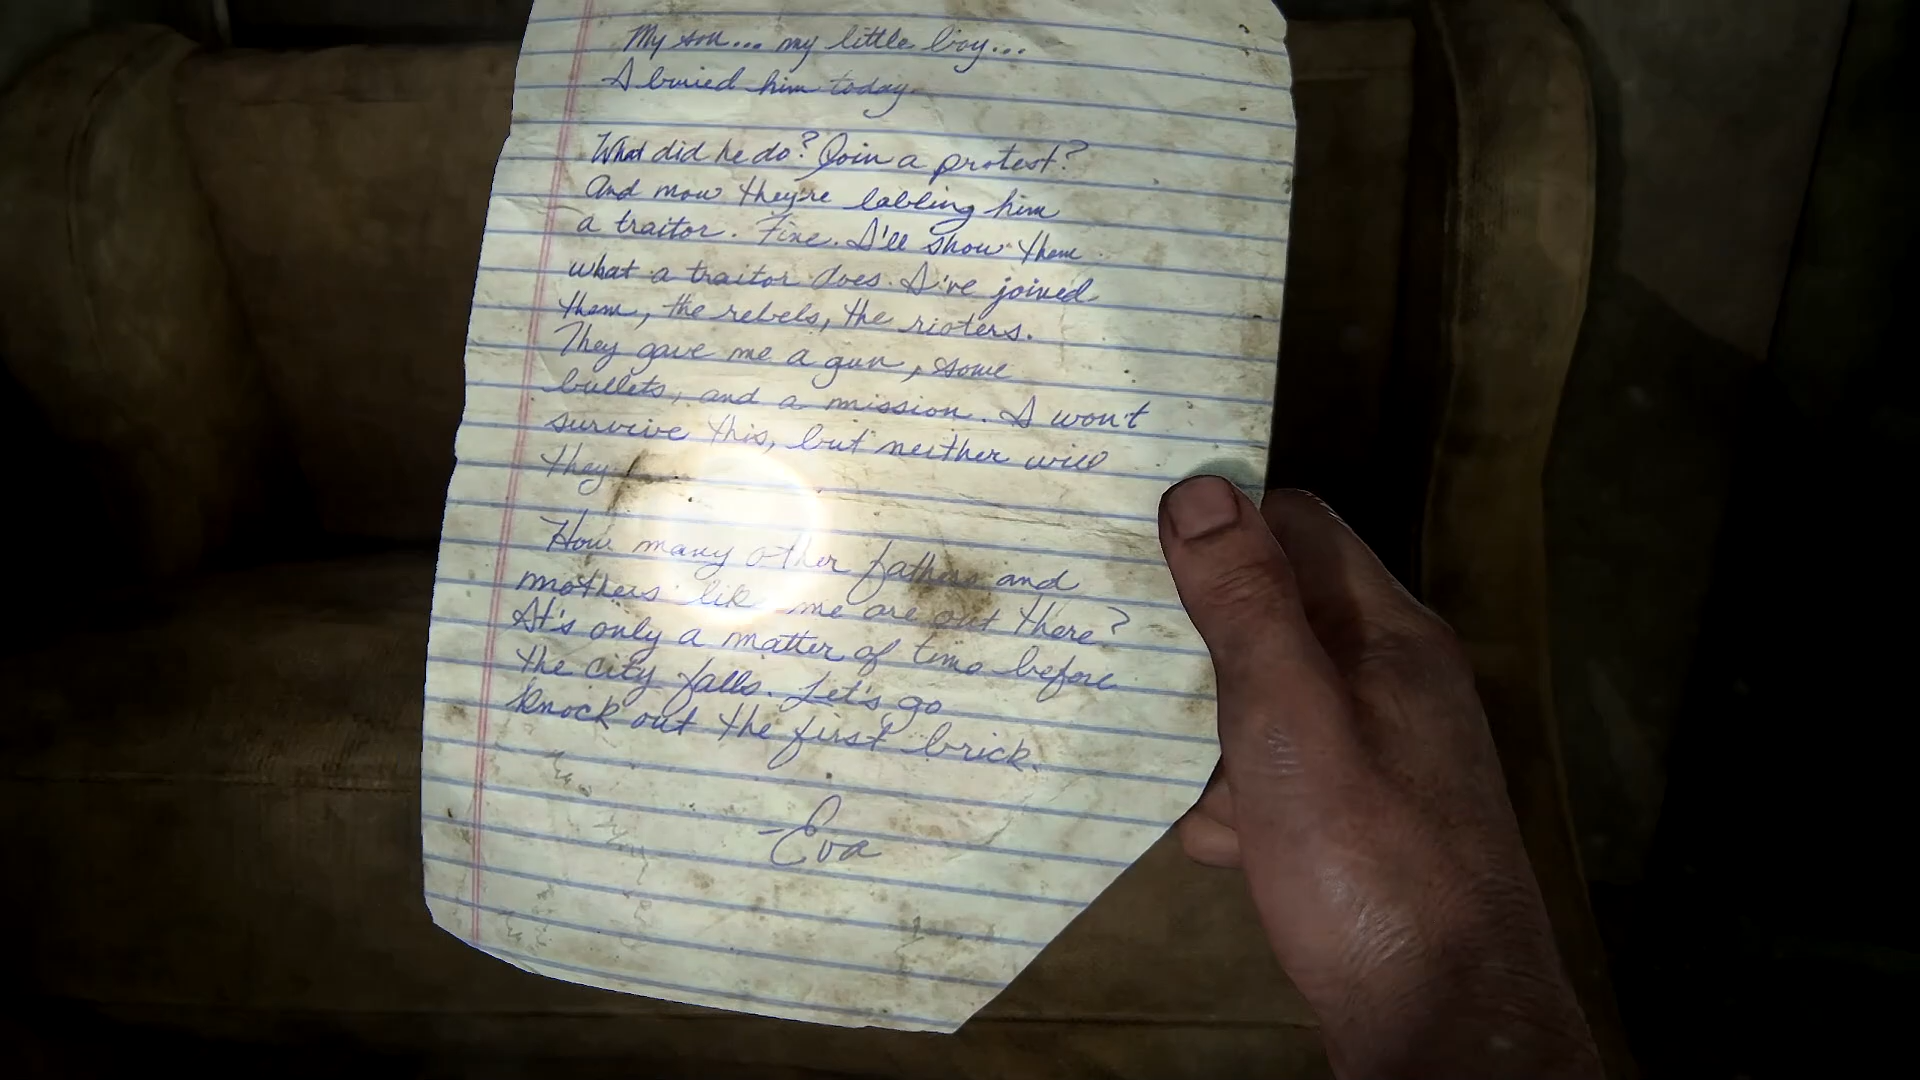 My son... my little boy...
I buried him today.
What did he do? Join a protest?
And now they're labling him
a traitor. Fine. I'll show them
what a traitor does. I've joined
them, the rebels, the rioters.
They gave me a gun, some
bullets, and a mission. I won't
survive this, but neither will
they.
How many other fathers and
mothers like me are out there?
It's only a matter of time before
the city falls. Let's go
knock out the first brick.
-Eva